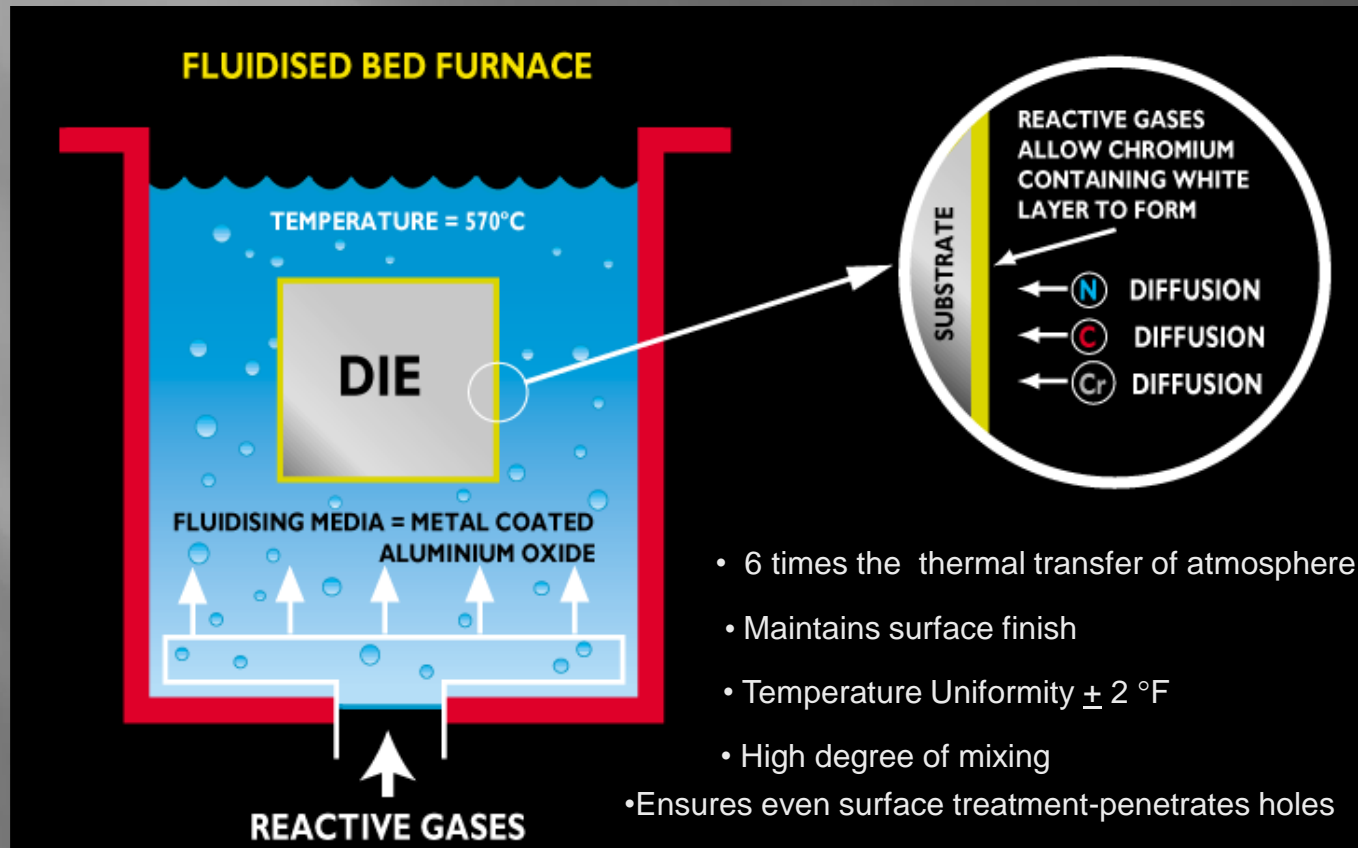 FLUIDISED BED FURNACE
TEMPERATURE = 570°C
DIE
FLUIDISING MEDIA = METAL COATED
ALUMINIUM OXIDE
REACTIVE GASES
REACTIVE GASES
ALLOW CHROMIUM
CONTAINING WHITE
LAYER TO FORM
SUBSTRATE
N DIFFUSION
C DIFFUSION
Cr DIFFUSION
• 6 times the  thermal transfer of atmosphere
• Maintains surface finish
• Temperature Uniformity ± 2 °F
• High degree of mixing
•Ensures even surface treatment-penetrates holes